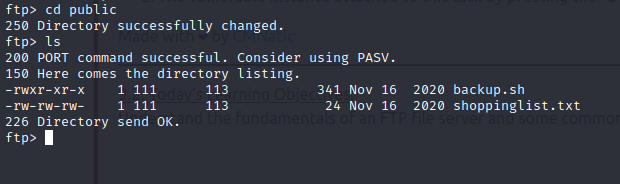 ftp> cd public
250 Directory successfully changed.
ftp> ls
200 PORT command successful. Consider using PASV.
150 Here comes the directory listing.
-rwxr-xr-x    1 111      113           341 Nov 16  2020 backup.sh
-rw-rw-rw-    1 111      113            24 Nov 16  2020 shoppinglist.txt
226 Directory send OK.
ftp>